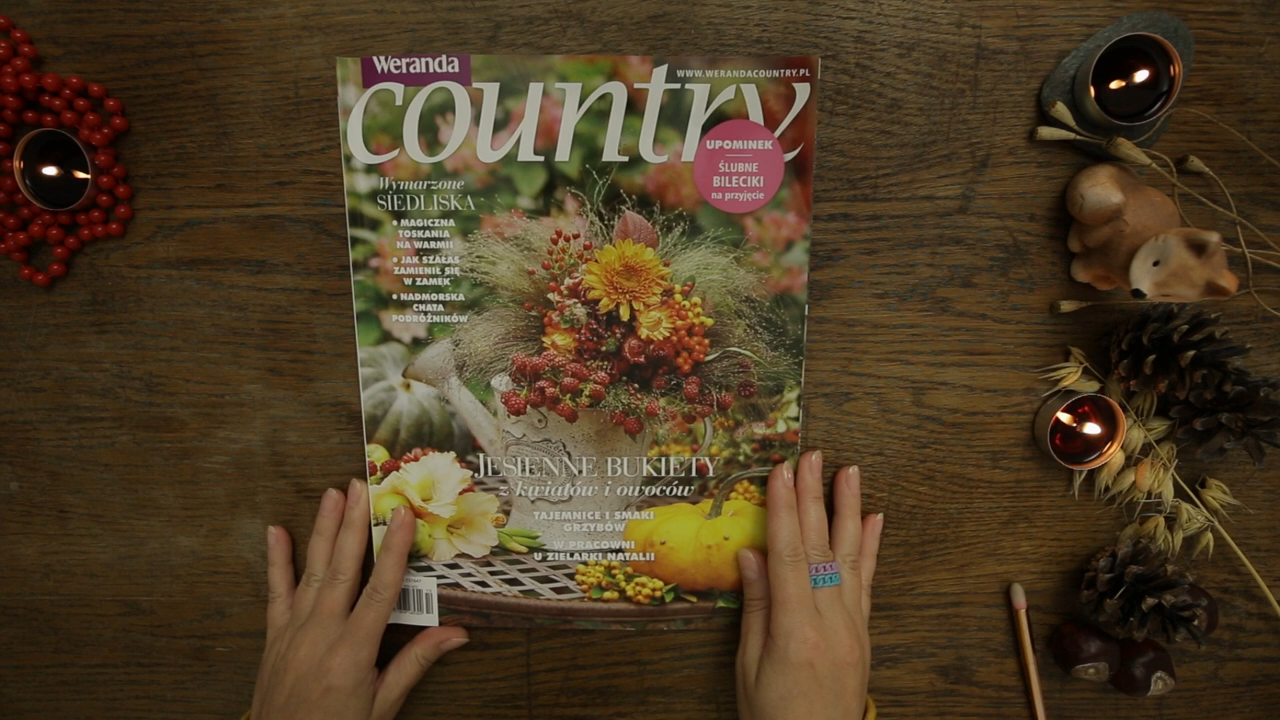 Weranda
WWW.WERANDACOUNTRY.PL
country
UPOMINEK
ŚLUBNE
BILECIKI
na przyjęcie
Wymarzone
SIEDLISKA
• MAGICZNA
TOSKANIA
NA WARMII
• JAK SZAŁAS
ZAMIENIŁ SIĘ
W ZAMEK
• NADMORSKA
CHATA
PODRÓŻNIKÓW
JESIENNE BUKIETY
z kwiatów i owoców
TAJEMNICE I SMAKI
GRZYBÓW
W PRACOWNI
U ZIELARKI NATALII